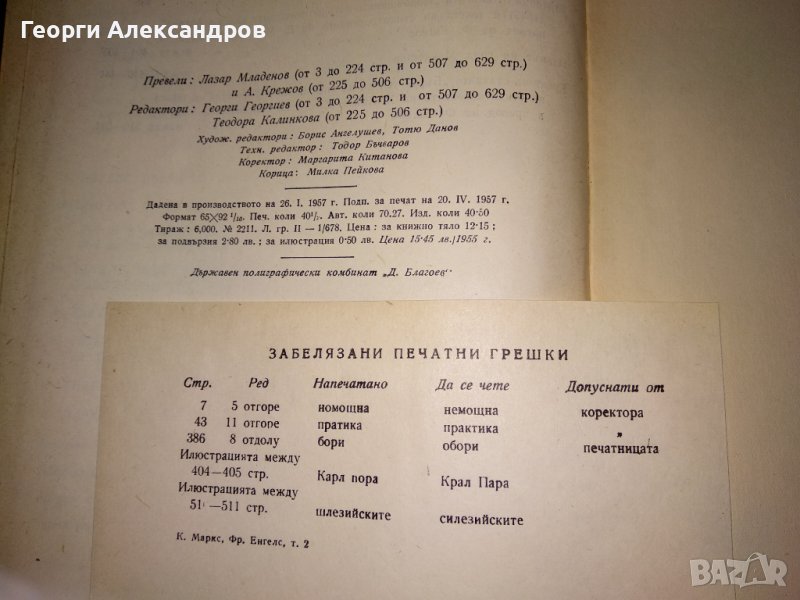 Георги Александров
Превели: Лазар Младенов (от 3 до 224 стр. и от 507 до 629 стр.)
и А. Крежов (от 225 до 506 стр.)
Редактори: Георги Георгиев (от 3 до 224 стр. и от 507 до 629 стр.)
Теодора Калинкова (от 225 до 506 стр.)
Худож. редактори: Борис Ангелушев, Тотю Данов
Техн. редактор: Тодор Бъчваров
Коректор: Маргарита Китанова
Корица: Милка Пейкова
Дадена в производството на 26. I. 1957 г. Подп. за печат на 20. IV. 1957 г.
Формат 65×92 1/16. Печ. коли 40¹/₂. Авт. коли 70.27. Изд. коли 40·50
Тираж: 6,000. № 2211. Л. гр. II — 1/678. Цена: за книжно тяло 12·15;
за подвързия 2·80 лв.; за илюстрация 0·50 лв. Цена 15·45 лв./1955 г.
Държавен полиграфически комбинат „Д. Благоев“
ЗАБЕЛЯЗАНИ ПЕЧАТНИ ГРЕШКИ
Стр. Ред Напечатано Да се чете Допуснати от
7 5 отгоре номощна немощна коректора
43 11 отгоре пратика практика „
386 8 отдолу бори обори печатницата
Илюстрацията между
404—405 стр. Карл пора Крал Пара
Илюстрацията между
51 —511 стр. шлезийските силезийските
К. Маркс, Фр. Енгелс, т. 2
BAZAR